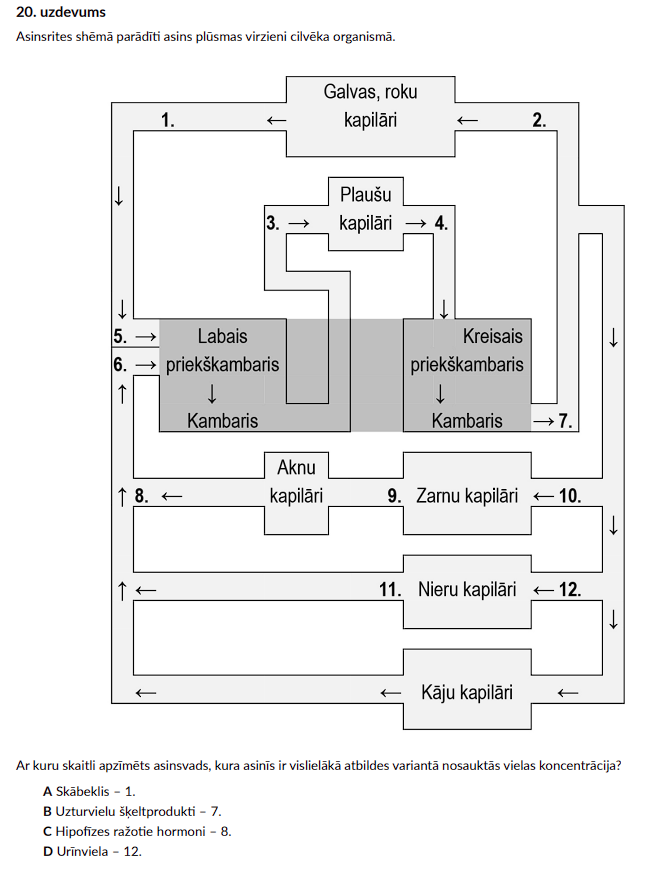 20. uzdevums
Asinsrites shēmā parādīti asins plūsmas virzieni cilvēka organismā.
Galvas, roku
1. ← kapilāri ← 2.
↓ Plaušu
3. → kapilāri → 4.
↓ ↓
5. → Labais Kreisais ↓
6. → priekškambaris priekškambaris
↑ ↓ ↓
Kambaris Kambaris → 7.
Aknu
↑ 8. ← kapilāri 9. Zarnu kapilāri ← 10.
↓
↑ ← 11. Nieru kapilāri ← 12.
↓
← ← Kāju kapilāri ←
Ar kuru skaitli apzīmēts asinsvads, kura asinīs ir vislielākā atbildes variantā nosauktās vielas koncentrācija?
A Skābeklis – 1.
B Uzturvielu šķeltprodukti – 7.
C Hipofīzes ražotie hormoni – 8.
D Urīnviela – 12.